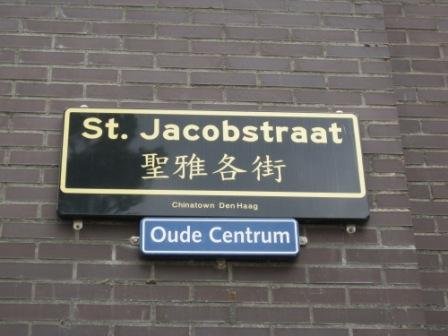 St. Jacobstraat
聖雅各街
Chinatown Den Haag
Oude Centrum